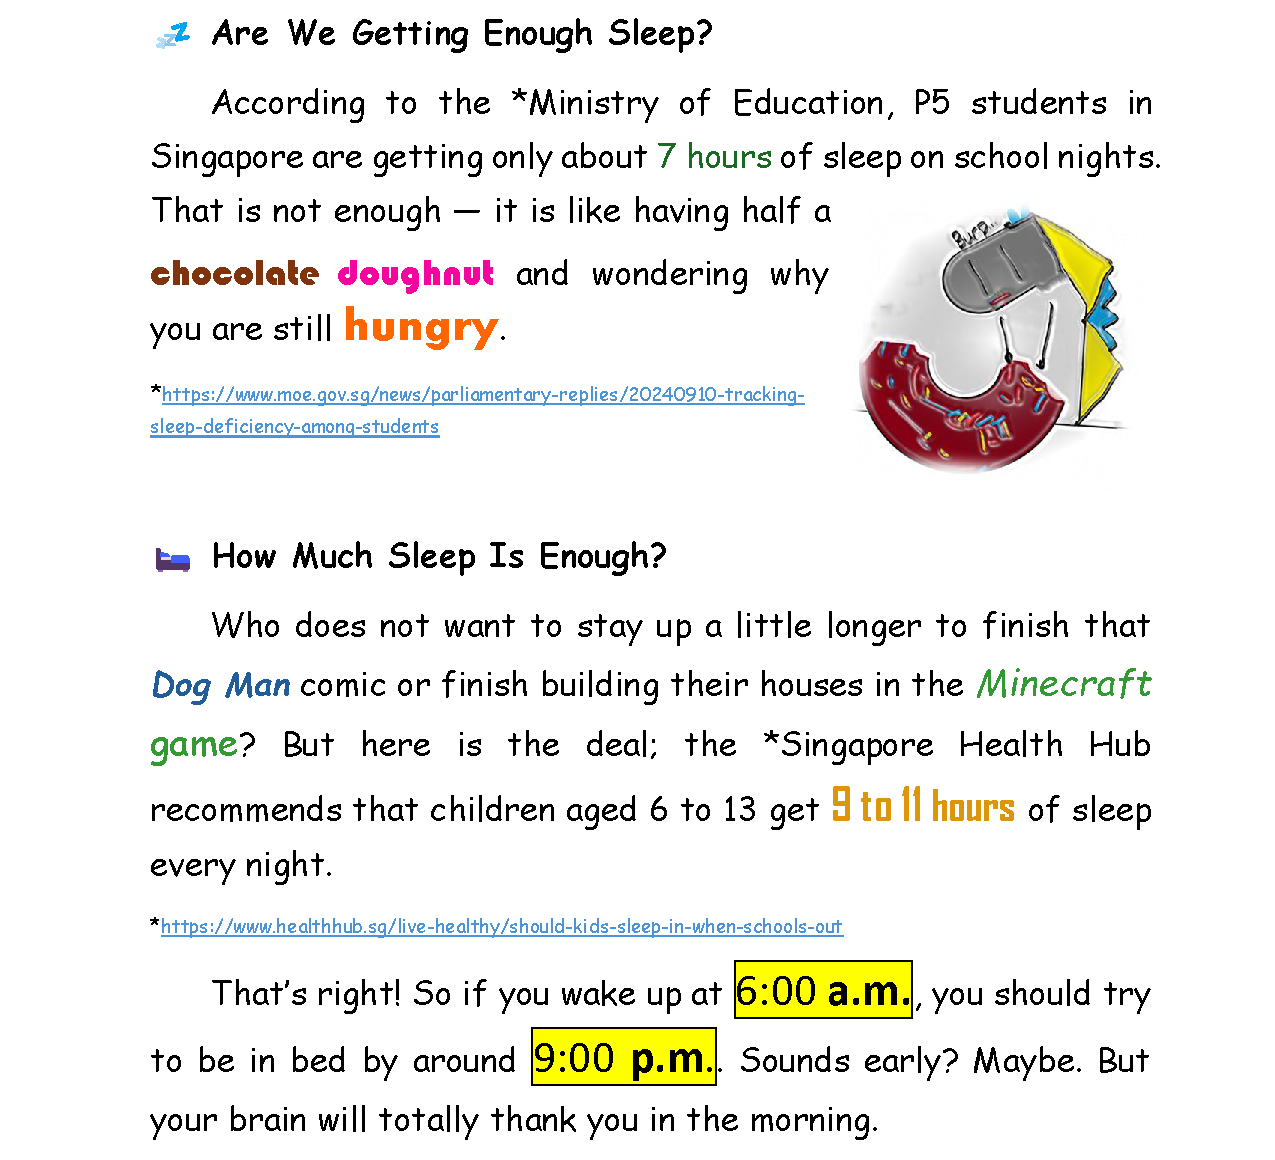 Are We Getting Enough Sleep?
According to the *Ministry of Education, P5 students in
Singapore are getting only about 7 hours of sleep on school nights.
That is not enough — it is like having half a
chocolate doughnut and wondering why
you are still hungry.
Burp..
*https://www.moe.gov.sg/news/parliamentary-replies/20240910-tracking-
sleep-deficiency-among-students
How Much Sleep Is Enough?
Who does not want to stay up a little longer to finish that
Dog Man comic or finish building their houses in the Minecraft
game? But here is the deal; the *Singapore Health Hub
recommends that children aged 6 to 13 get 9 to 11 hours of sleep
every night.
*https://www.healthhub.sg/live-healthy/should-kids-sleep-in-when-schools-out
That’s right! So if you wake up at 6:00 a.m., you should try
to be in bed by around 9:00 p.m.. Sounds early? Maybe. But
your brain will totally thank you in the morning.